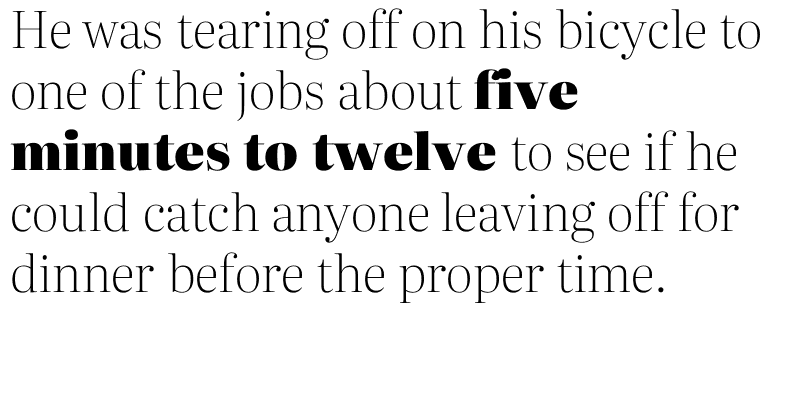 He was tearing off on his bicycle to
one of the jobs about five
minutes to twelve to see if he
could catch anyone leaving off for
dinner before the proper time.